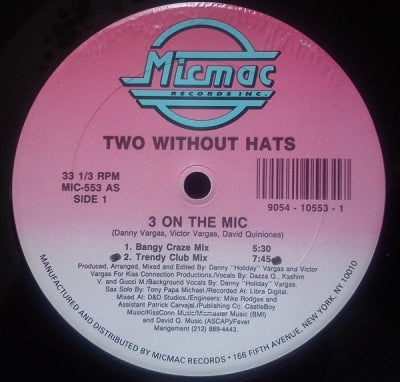 Micmac
RECORDS INC.
TWO WITHOUT HATS
33 1/3 RPM
MIC-553 AS
SIDE 1
9054 - 10553 - 1
3 ON THE MIC
(Danny Vargas, Victor Vargas, David Quiniones)
1. Bangy Craze Mix 5:30
2. Trendy Club Mix 7:45
Produced, Arranged, Mixed and Edited By: Danny "Holiday" Vargas and Victor
Vargas For Kiss Connection Productions./Vocals By: Dazza Q., Kashim
V. and Gucci M./Background Vocals By: Danny "Holiday" Vargas.
Sax Solo By: Tony Papa Michael./Recorded At: Libra Digital.
Mixed At: D&D Studios./Engineers: Mike Rodges and
Assistant Patrick Carvajal./Publishing By: CastleBoy
Music/KissConn Music/Micmaster Music (BMI)
and David Q. Music (ASCAP)/Fever
Mangement (212) 889-4443.
MANUFACTURED AND DISTRIBUTED BY MICMAC RECORDS • 166 FIFTH AVENUE, NEW YORK, NY 10010